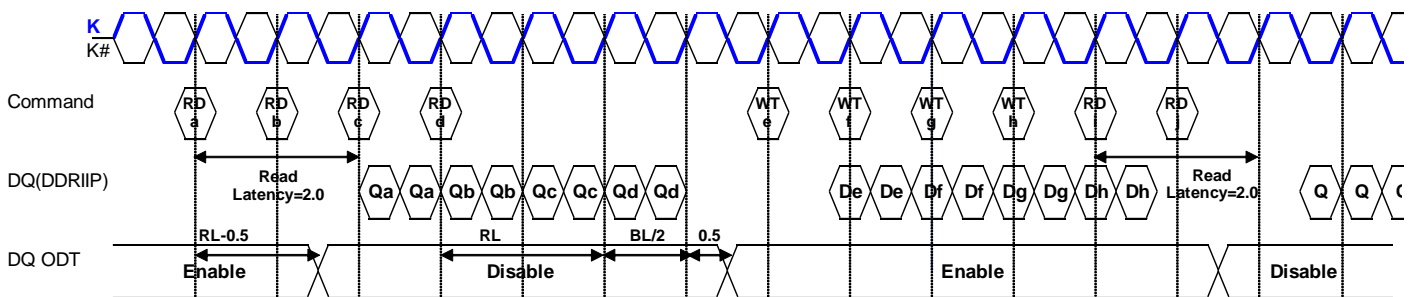 K
K#
Command
RD a RD b RD c RD d WT e WT f WT g WT h RD i RD j
Read Latency=2.0
Read Latency=2.0
DQ(DDRIIP)
Qa Qa Qb Qb Qc Qc Qd Qd De De Df Df Dg Dg Dh Dh Q Q
DQ ODT
RL-0.5 RL BL/2 0.5
Enable Disable Enable Disable